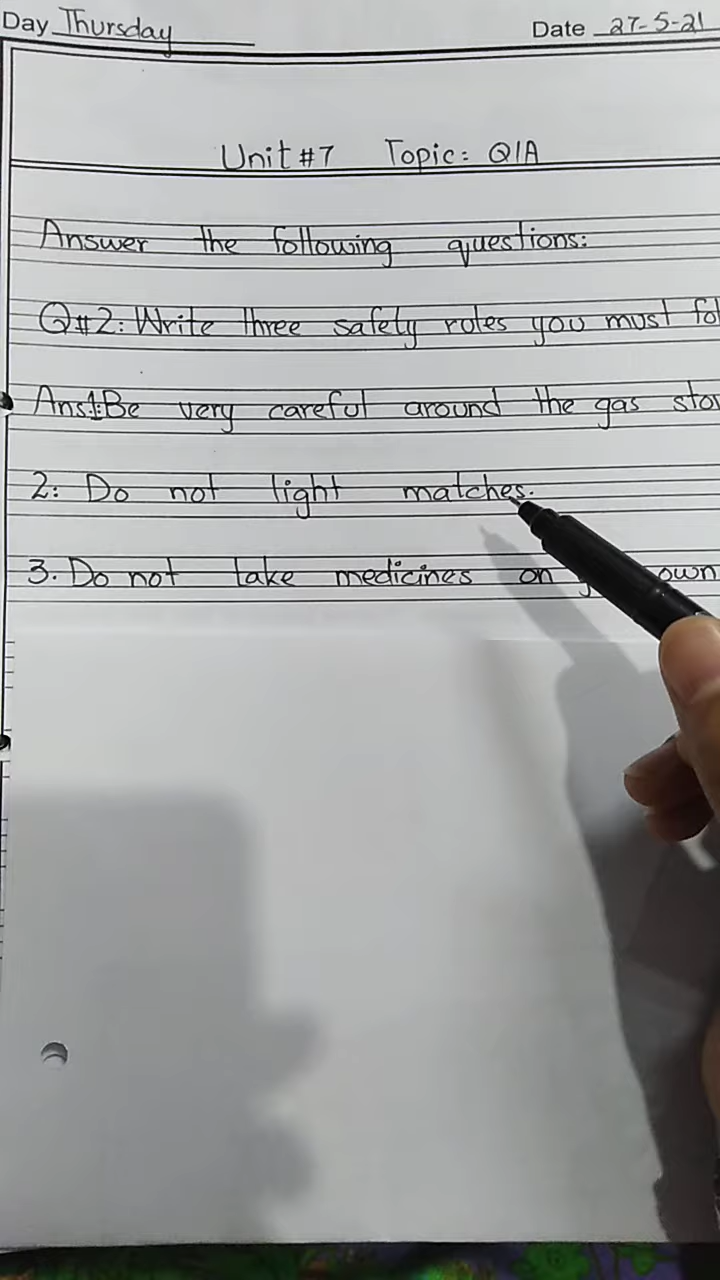 Day Thursday Date 27-5-21
Unit #7 Topic: Q/A
Answer the following questions:
Q#2: Write three safety rules you must
Ans1: Be very careful around the gas
2: Do not light matches.
3. Do not take medicines on own